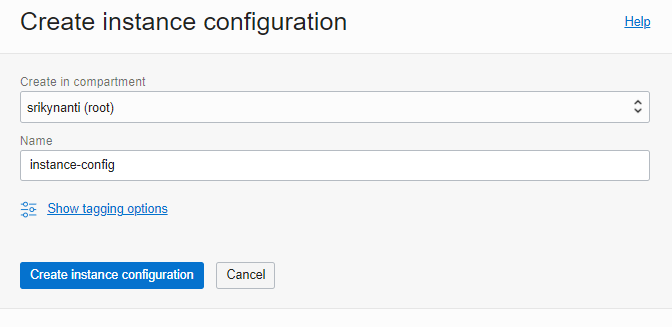 Create instance configuration
Help
Create in compartment
srikynanti (root)
Name
instance-config
Show tagging options
Create instance configuration
Cancel